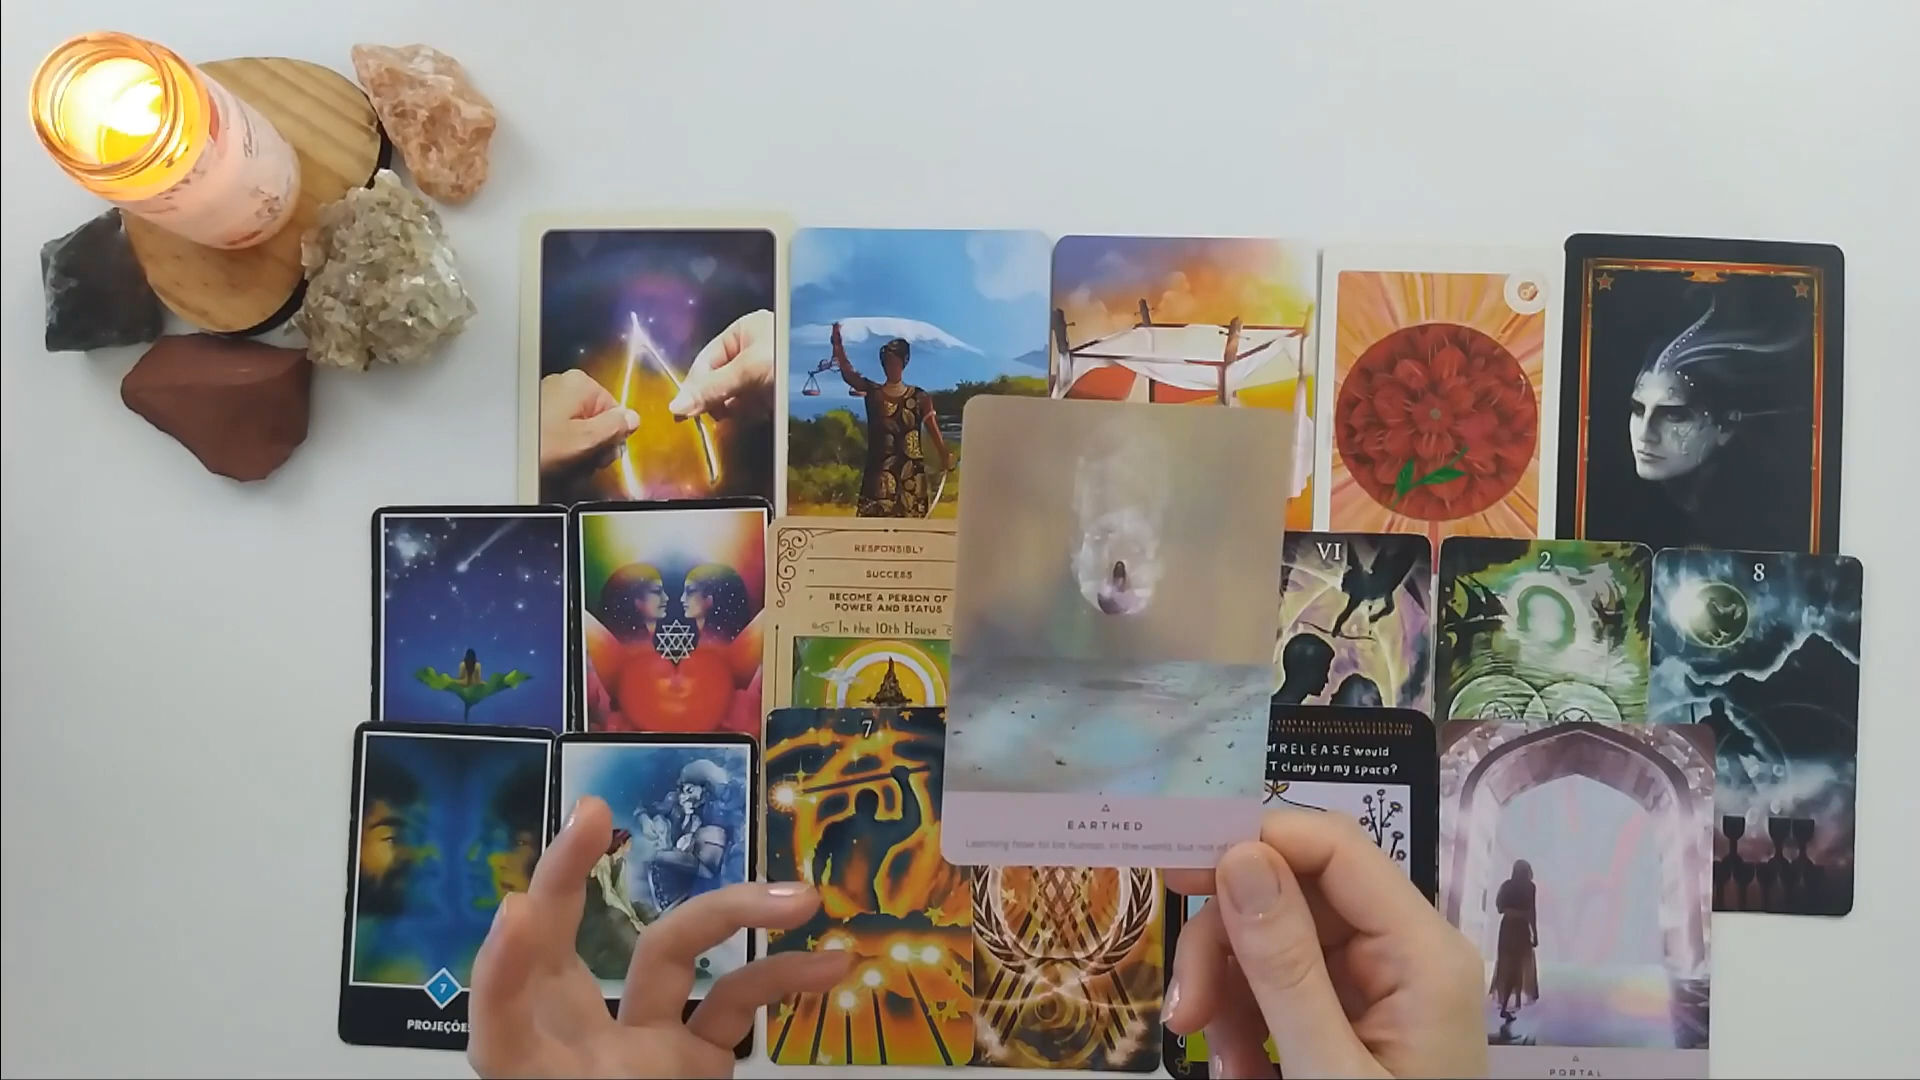 RESPONSIBLY
SUCCESS
BECOME A PERSON OF
POWER AND STATUS
In the 10th House
VI
2
8
7
of RELEASE would
T clarity in my space?
EARTHED
Learning how to be human. In the world, but not of
7
PROJEÇÕES
PORTAL